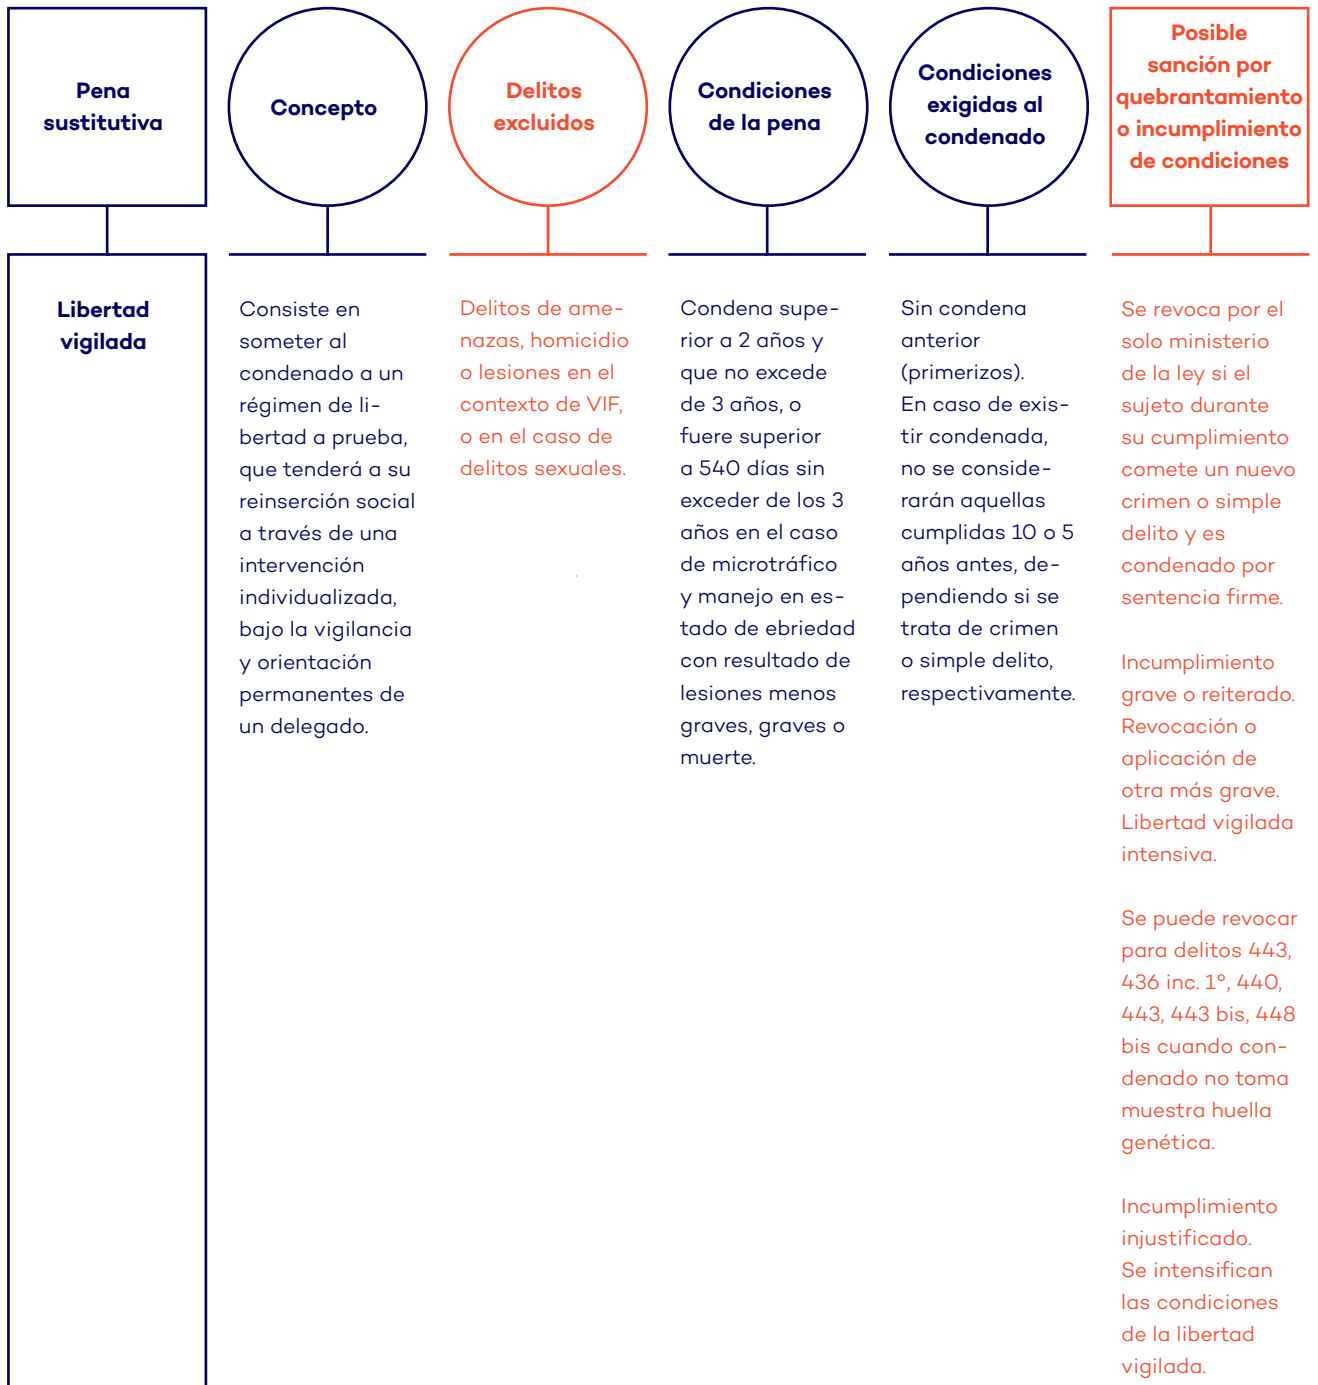 Pena
sustitutiva
Concepto
Delitos
excluidos
Condiciones
de la pena
Condiciones
exigidas al
condenado
Posible
sanción por
quebrantamiento
o incumplimiento
de condiciones
Libertad
vigilada
Consiste en
someter al
condenado a un
régimen de li-
bertad a prueba,
que tenderá a su
reinserción social
a través de una
intervención
individualizada,
bajo la vigilancia
y orientación
permanentes de
un delegado.
Delitos de ame-
nazas, homicidio
o lesiones en el
contexto de VIF,
o en el caso de
delitos sexuales.
Condena supe-
rior a 2 años y
que no excede
de 3 años, o
fuere superior
a 540 días sin
exceder de los 3
años en el caso
de microtráfico
y manejo en es-
tado de ebriedad
con resultado de
lesiones menos
graves, graves o
muerte.
Sin condena
anterior
(primerizos).
En caso de exis-
tir condenada,
no se conside-
rarán aquellas
cumplidas 10 o 5
años antes, de-
pendiendo si se
trata de crimen
o simple delito,
respectivamente.
Se revoca por el
solo ministerio
de la ley si el
sujeto durante
su cumplimiento
comete un nuevo
crimen o simple
delito y es
condenado por
sentencia firme.
Incumplimiento
grave o reiterado.
Revocación o
aplicación de
otra más grave.
Libertad vigilada
intensiva.
Se puede revocar
para delitos 443,
436 inc. 1°, 440,
443, 443 bis, 448
bis cuando con-
denado no toma
muestra huella
genética.
Incumplimiento
injustificado.
Se intensifican
las condiciones
de la libertad
vigilada.